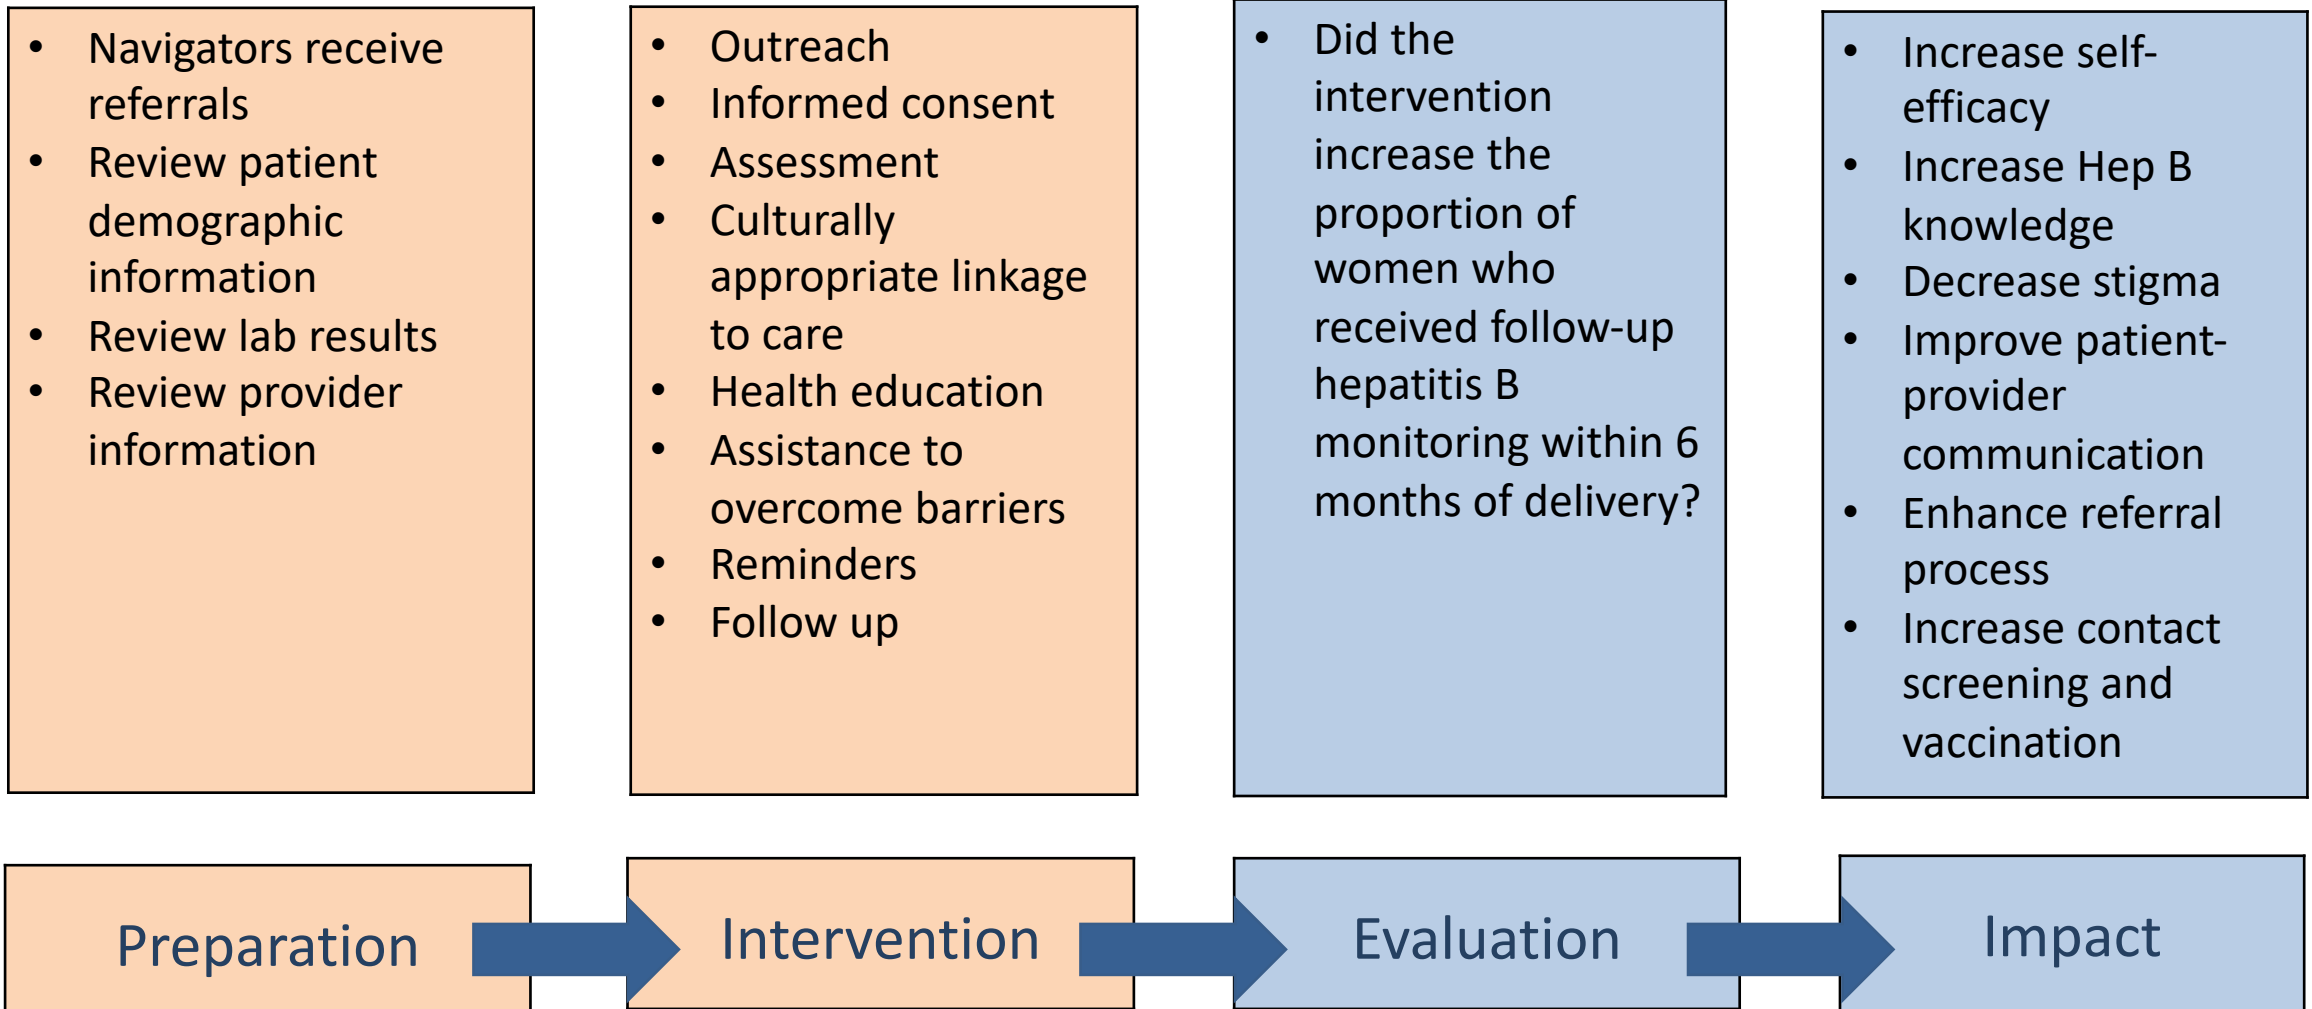 • Navigators receive
referrals
• Review patient
demographic
information
• Review lab results
• Review provider
information
• Outreach
• Informed consent
• Assessment
• Culturally
appropriate linkage
to care
• Health education
• Assistance to
overcome barriers
• Reminders
• Follow up
• Did the
intervention
increase the
proportion of
women who
received follow-up
hepatitis B
monitoring within 6
months of delivery?
• Increase self-
efficacy
• Increase Hep B
knowledge
• Decrease stigma
• Improve patient-
provider
communication
• Enhance referral
process
• Increase contact
screening and
vaccination
Preparation
Intervention
Evaluation
Impact